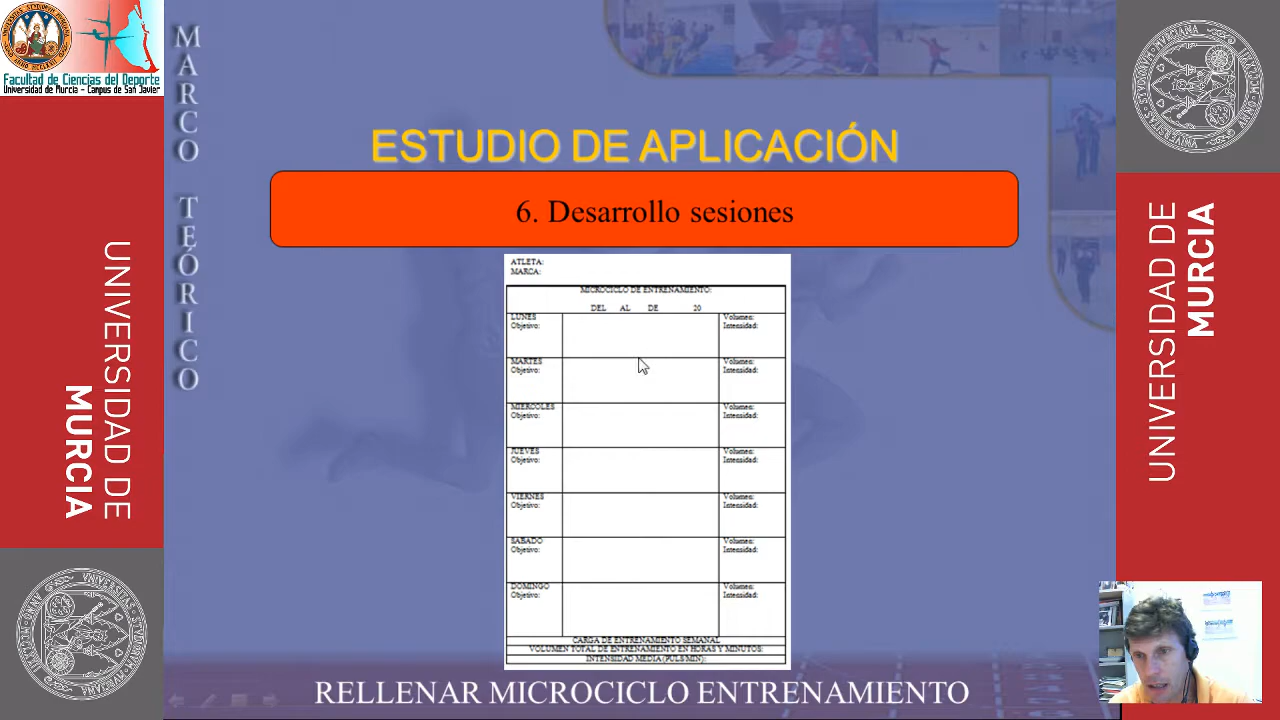 Facultad de Ciencias del Deporte
Universidad de Murcia - Campus de San Javier
MARCO TEÓRICO
UNIVERSIDAD DE
MURCIA
ESTUDIO DE APLICACIÓN
6. Desarrollo sesiones
ATLETA:
MARCA:
MICROCICLO DE ENTRENAMIENTO:
DEL AL DE 20
LUNES Volumen:
Objetivo: Intensidad:
MARTES Volumen:
Objetivo: Intensidad:
MIERCOLES Volumen:
Objetivo: Intensidad:
JUEVES Volumen:
Objetivo: Intensidad:
VIERNES Volumen:
Objetivo: Intensidad:
SABADO Volumen:
Objetivo: Intensidad:
DOMINGO Volumen:
Objetivo: Intensidad:
CARGA DE ENTRENAMIENTO SEMANAL
VOLUMEN TOTAL DE ENTRENAMIENTO EN HORAS Y MINUTOS:
INTENSIDAD MEDIA (PULS/MIN):
RELLENAR MICROCICLO ENTRENAMIENTO
UNIVERSIDAD DE
MURCIA